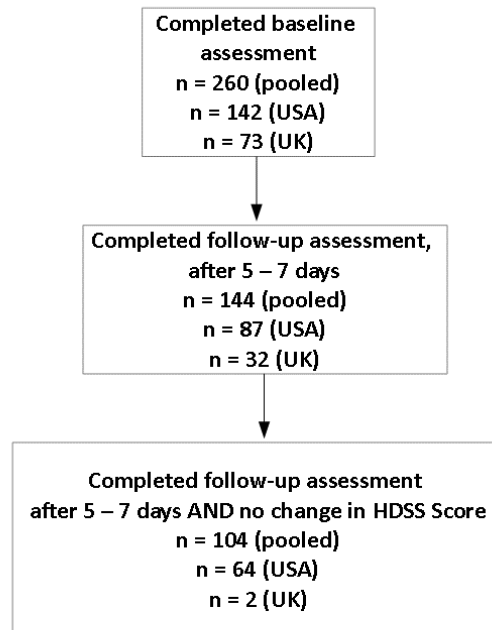 Completed baseline
assessment
n = 260 (pooled)
n = 142 (USA)
n = 73 (UK)
Completed follow-up assessment,
after 5 – 7 days
n = 144 (pooled)
n = 87 (USA)
n = 32 (UK)
Completed follow-up assessment
after 5 – 7 days AND no change in HDSS Score
n = 104 (pooled)
n = 64 (USA)
n = 2 (UK)